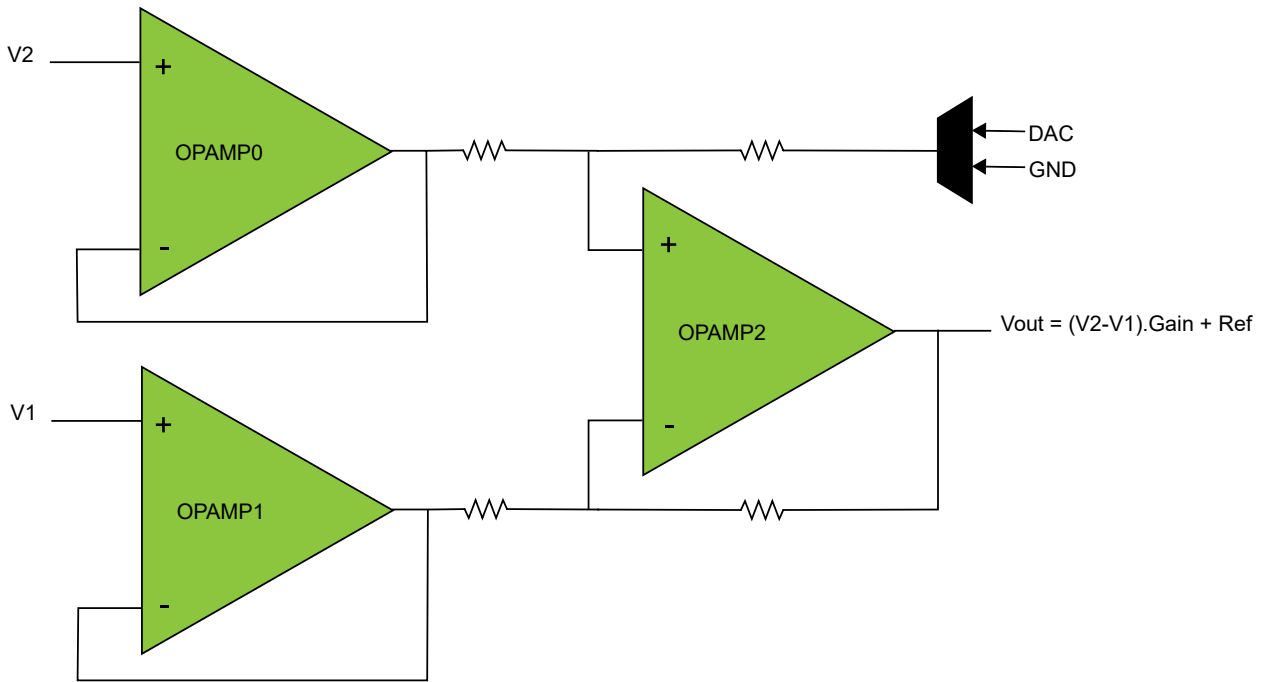 V2
+
OPAMP0
-
DAC
GND
+
OPAMP2
-
Vout = (V2-V1).Gain + Ref
V1
+
OPAMP1
-